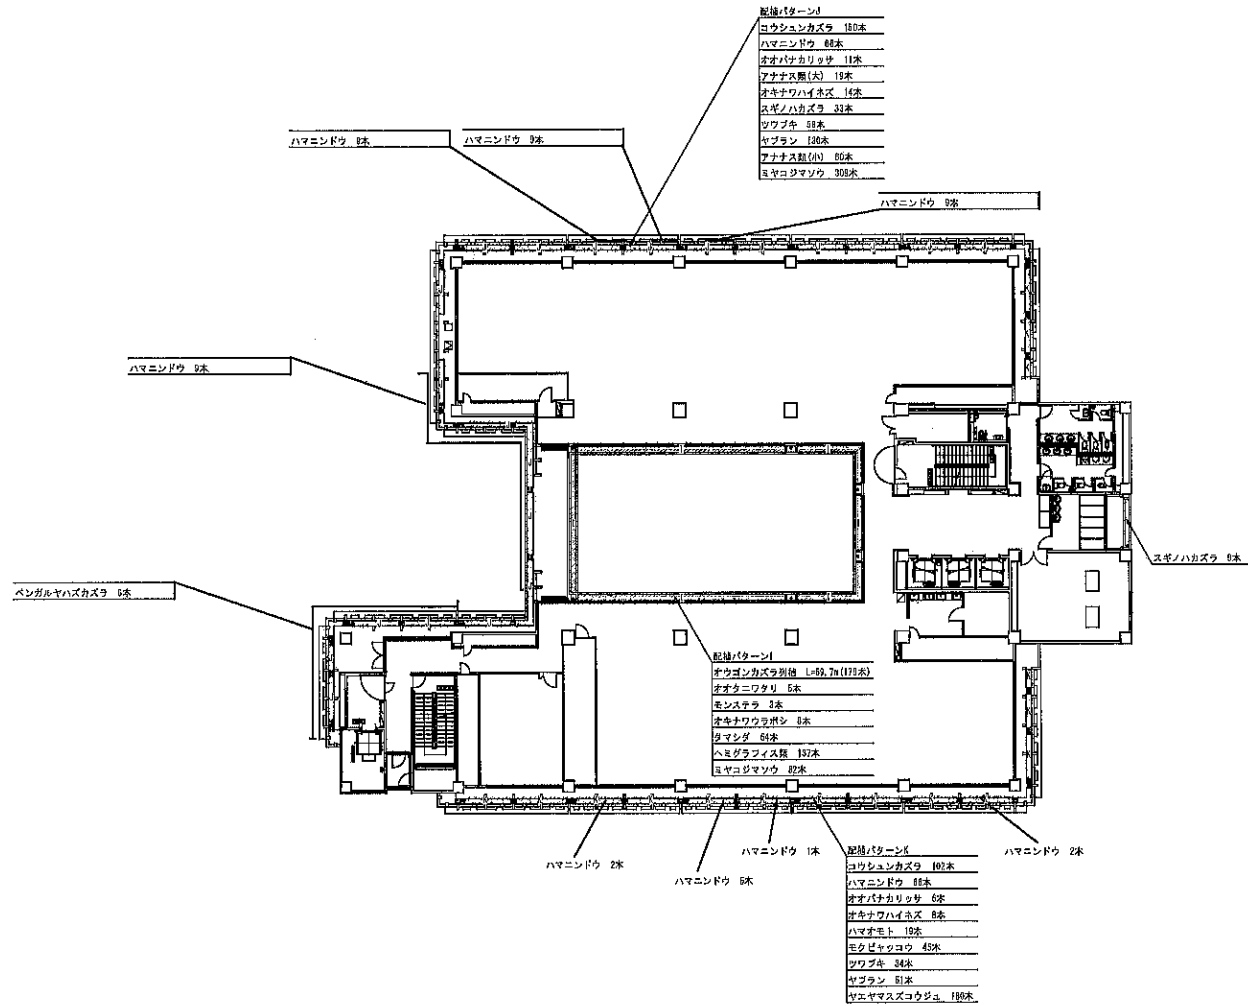 配植パターンJ
コウシュンカズラ 150本
ハマニンドウ 66本
オオバナカリッサ 11本
アナナス類(大) 19本
オキナワハイネズ 14本
スギノハカズラ 33本
ツワブキ 58本
ヤブラン 130本
アナナス類(小) 60本
ミヤコジマソウ 309本
ハマニンドウ 8本
ハマニンドウ 9本
ハマニンドウ 9本
ハマニンドウ 9本
ベンガルヤハズカズラ 6本
スギノハカズラ 9本
配植パターンI
オウゴンカズラ列植 L=69.7m(175本)
オオタニワタリ 5本
モンステラ 3本
オキナワウラボシ 8本
タマシダ 64本
ヘミグラフィス類 137本
ミヤコジマソウ 82本
ハマニンドウ 2本
ハマニンドウ 5本
ハマニンドウ 1本
ハマニンドウ 2本
配植パターンK
コウシュンカズラ 102本
ハマニンドウ 66本
オオバナカリッサ 6本
オキナワハイネズ 8本
ハマオモト 19本
モクビャッコウ 45本
ツワブキ 34本
ヤブラン 51本
ヤエヤマスズコウジュ 180本